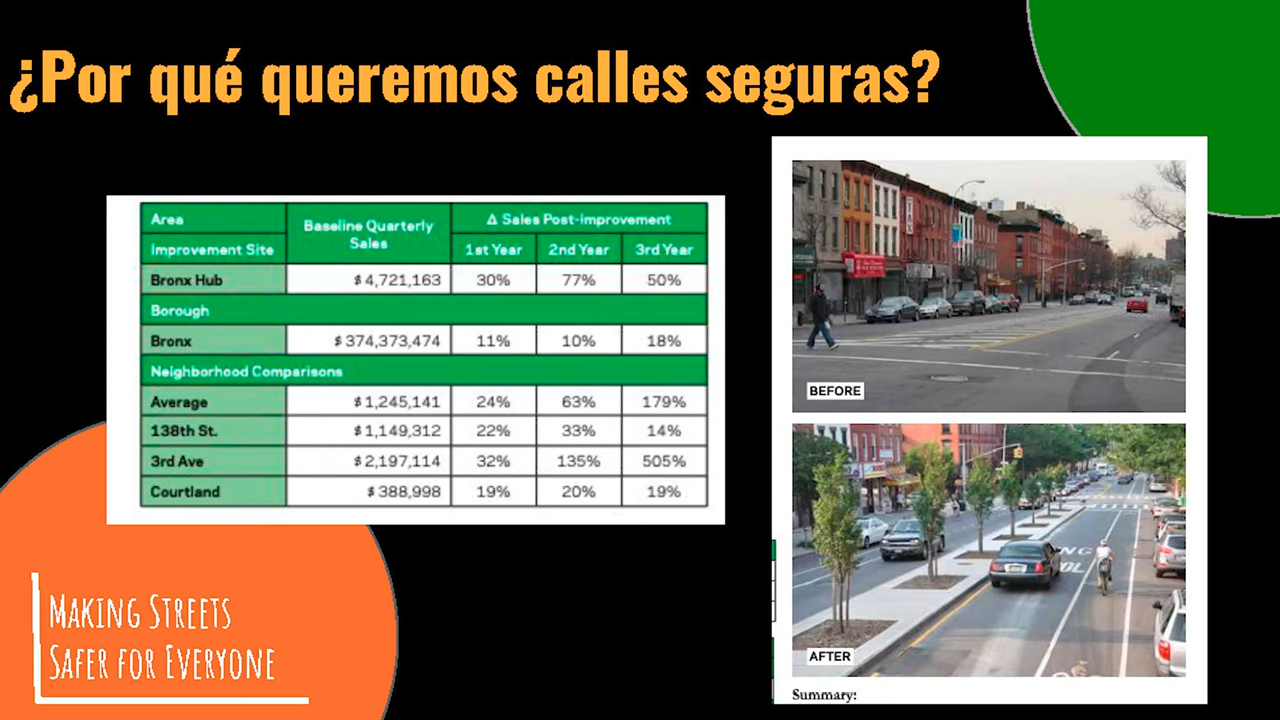 ¿Por qué queremos calles seguras?
Area Baseline Quarterly Sales Δ Sales Post-improvement
Improvement Site 1st Year 2nd Year 3rd Year
Bronx Hub $ 4,721,163 30% 77% 50%
Borough
Bronx $ 374,373,474 11% 10% 18%
Neighborhood Comparisons
Average $ 1,245,141 24% 63% 179%
138th St. $ 1,149,312 22% 33% 14%
3rd Ave $ 2,197,114 32% 135% 505%
Courtland $ 388,998 19% 20% 19%
BEFORE
AFTER
Summary:
MAKING STREETS
SAFER FOR EVERYONE